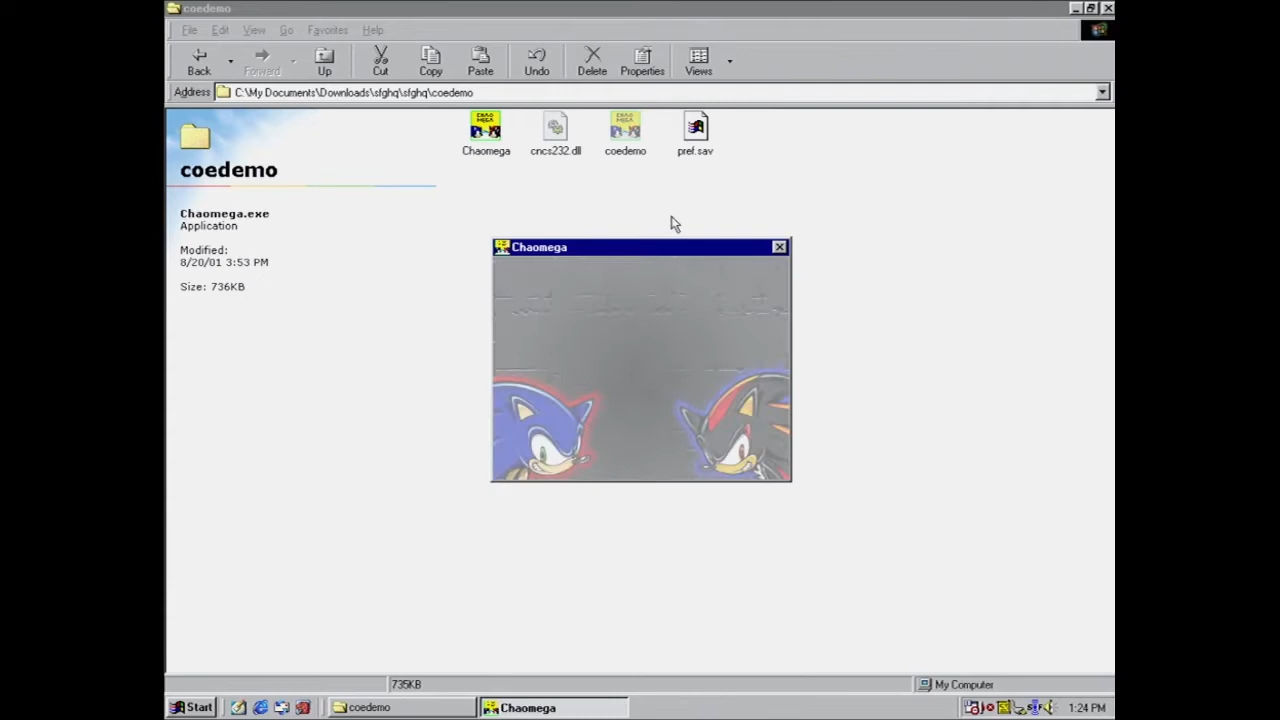 coedemo
File Edit View Go Favorites Help
Back Forward Up Cut Copy Paste Undo Delete Properties Views
Address C:\My Documents\Downloads\sfghq\sfghq\coedemo
CHAO MEGA
Chaomega cncs232.dll coedemo pref.sav
coedemo
Chaomega.exe
Application
Modified:
8/20/01 3:53 PM
Size: 736KB
Chaomega
735KB My Computer
Start coedemo Chaomega 1:24 PM